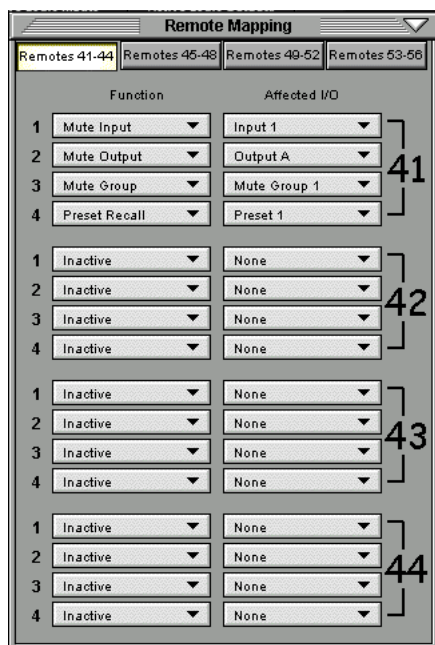 Remote Mapping
Remotes 41-44 Remotes 45-48 Remotes 49-52 Remotes 53-56
Function Affected I/O
1 Mute Input Input 1
2 Mute Output Output A
3 Mute Group Mute Group 1
4 Preset Recall Preset 1
41
1 Inactive None
2 Inactive None
3 Inactive None
4 Inactive None
42
1 Inactive None
2 Inactive None
3 Inactive None
4 Inactive None
43
1 Inactive None
2 Inactive None
3 Inactive None
4 Inactive None
44